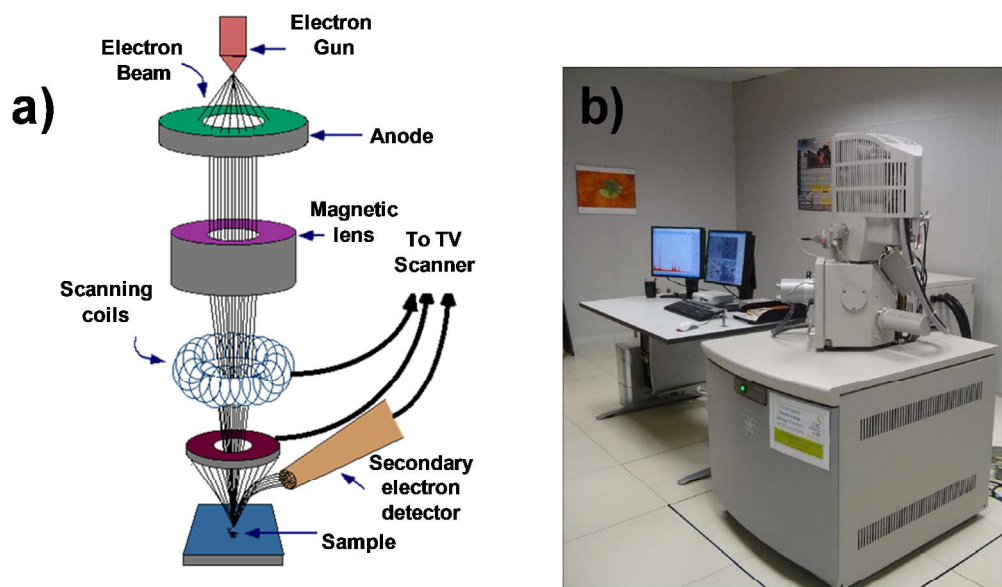 a)
Electron
Gun
Electron
Beam
Anode
Magnetic
lens
To TV
Scanner
Scanning
coils
Secondary
electron
detector
Sample
b)